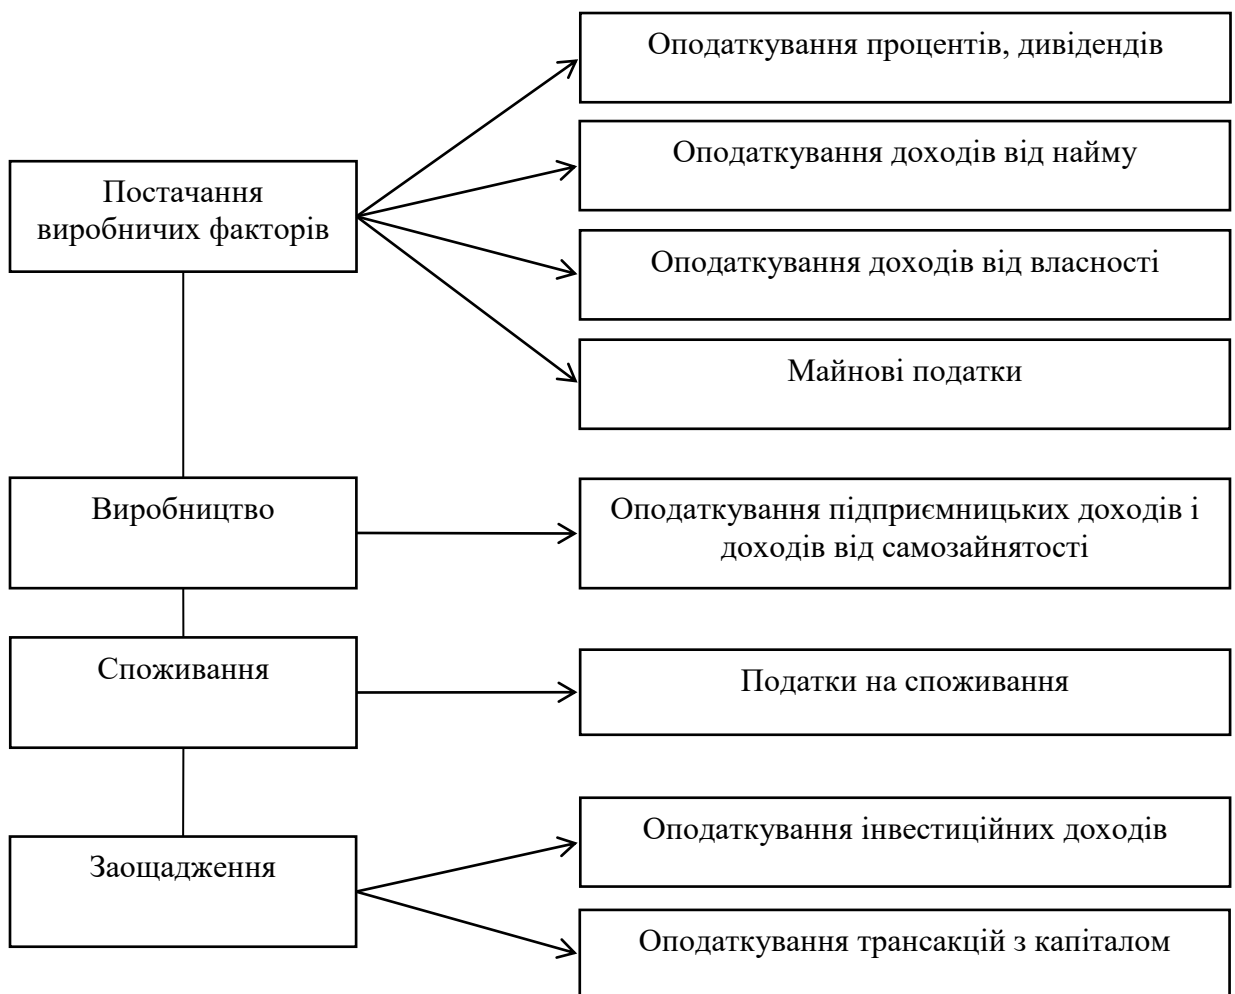 Оподаткування процентів, дивідендів
Оподаткування доходів від найму
Постачання
виробничих факторів
Оподаткування доходів від власності
Майнові податки
Виробництво
Оподаткування підприємницьких доходів і
доходів від самозайнятості
Споживання
Податки на споживання
Заощадження
Оподаткування інвестиційних доходів
Оподаткування трансакцій з капіталом